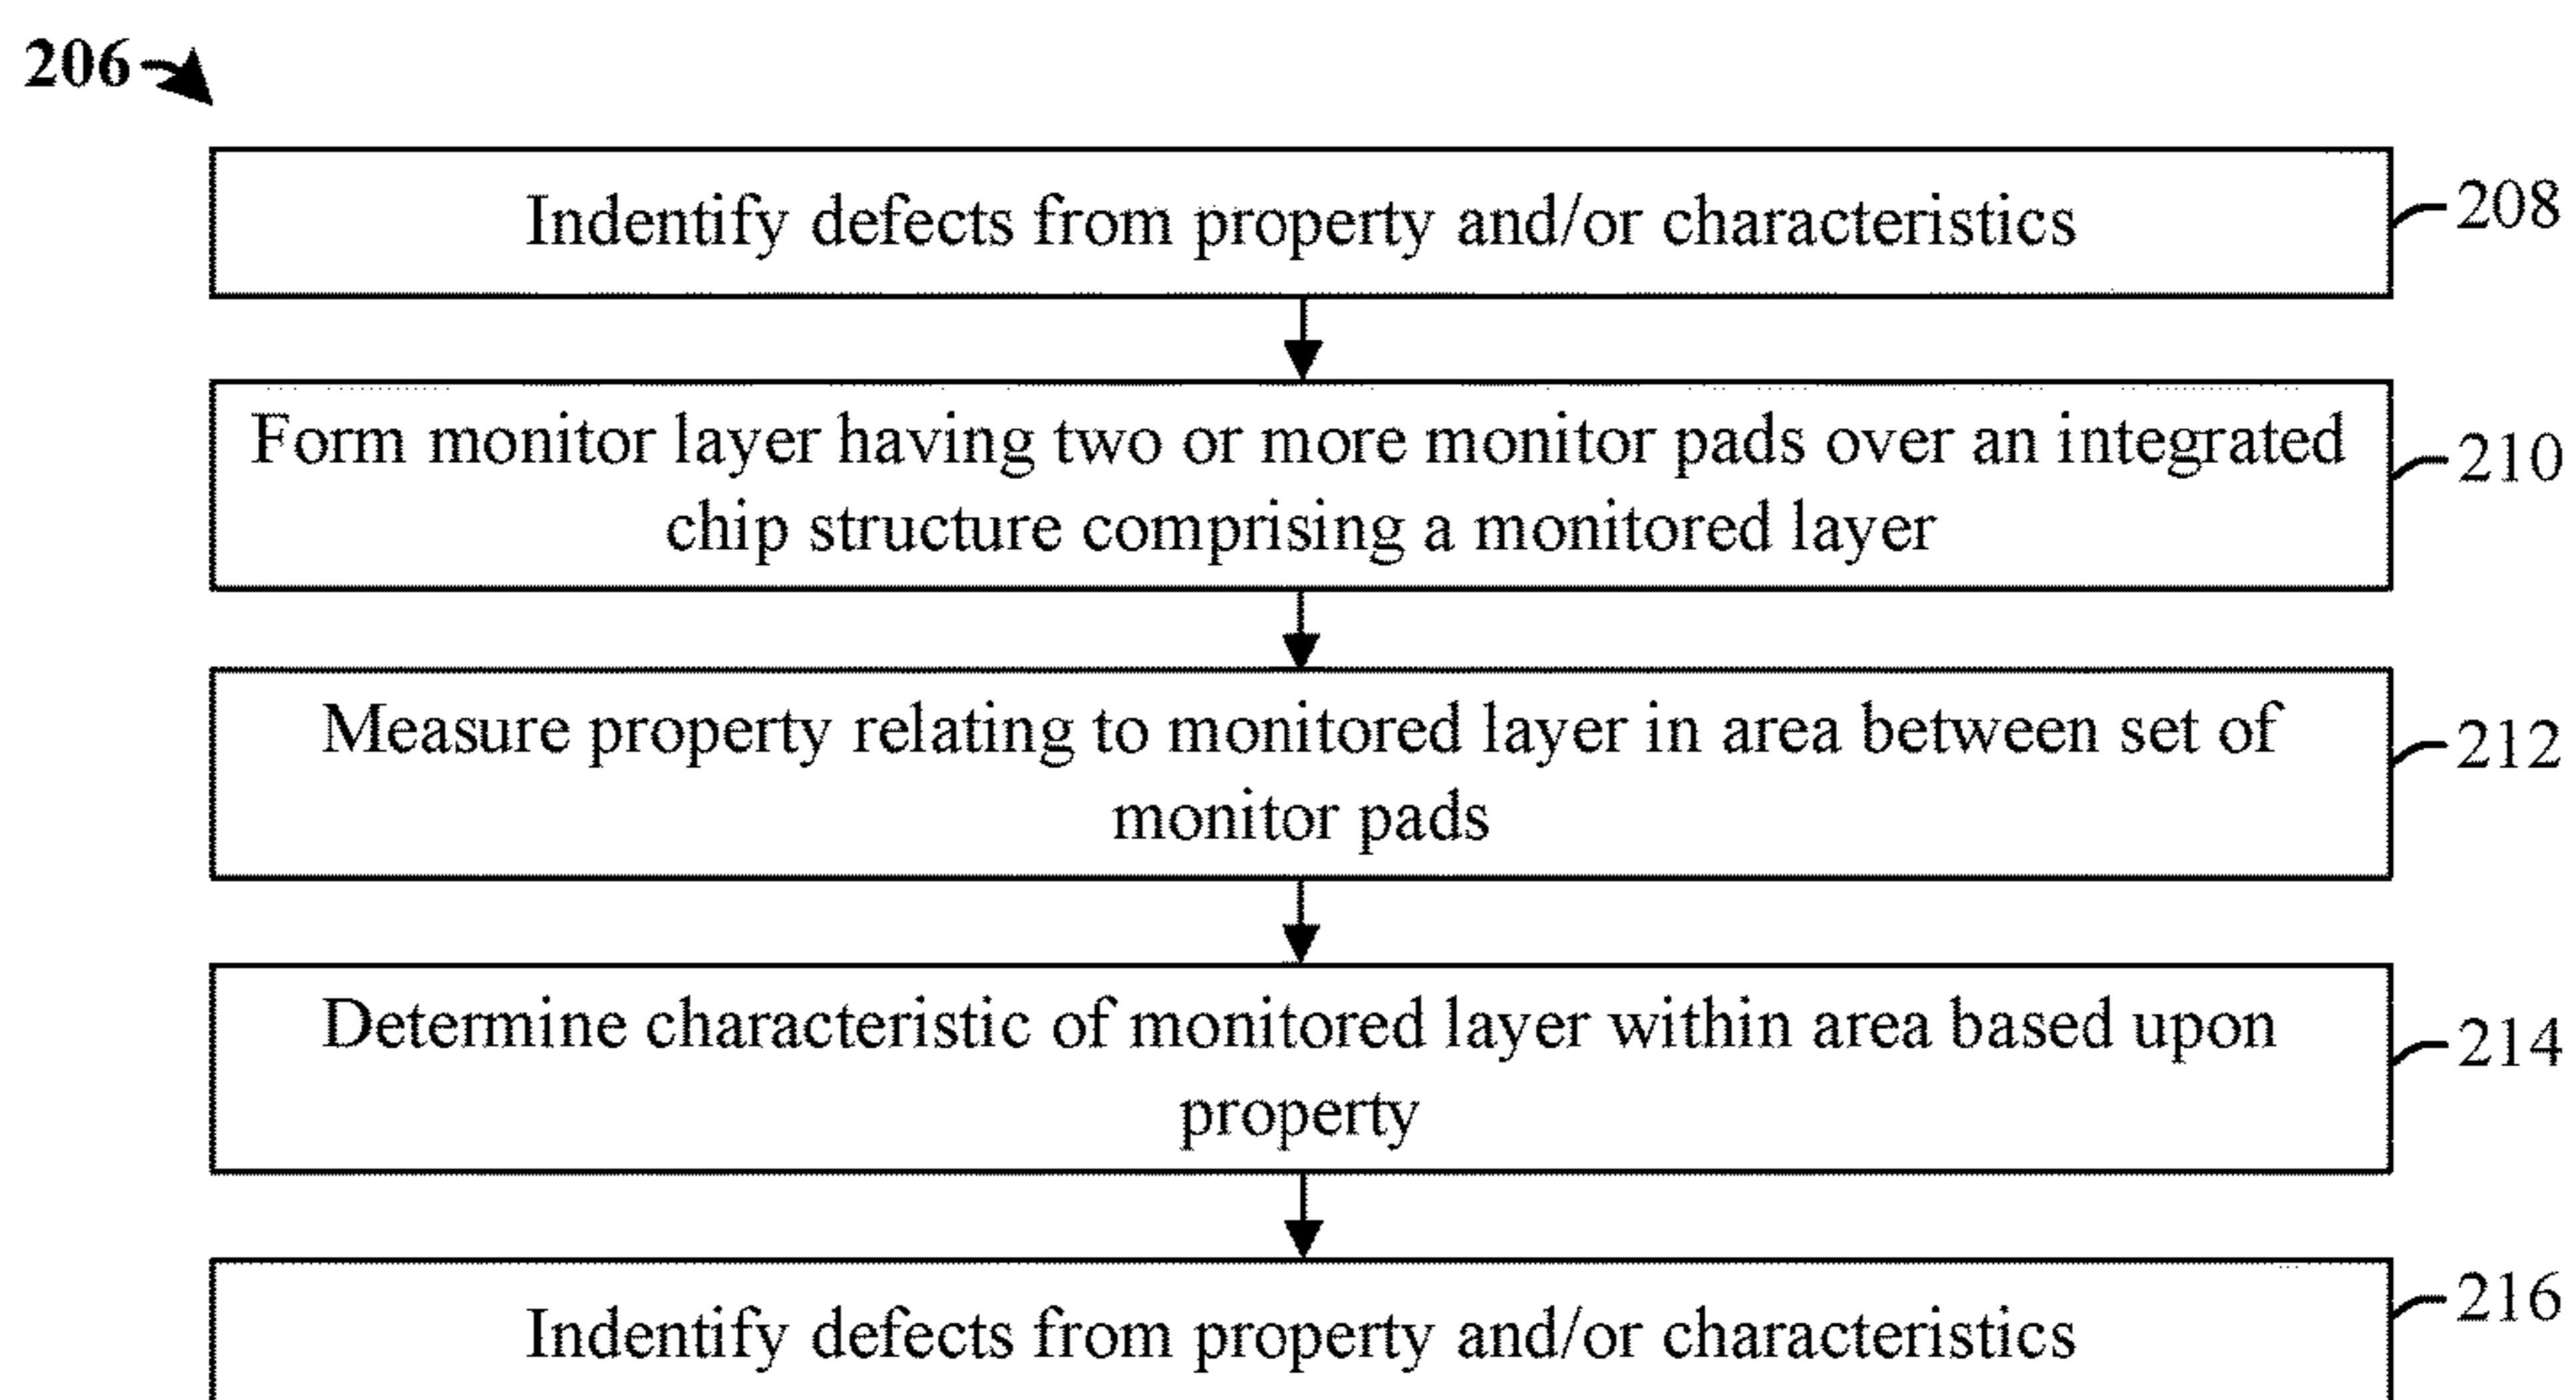 206
Indentify defects from property and/or characteristics
208
Form monitor layer having two or more monitor pads over an integrated
chip structure comprising a monitored layer
210
Measure property relating to monitored layer in area between set of
monitor pads
212
Determine characteristic of monitored layer within area based upon
property
214
Indentify defects from property and/or characteristics
216